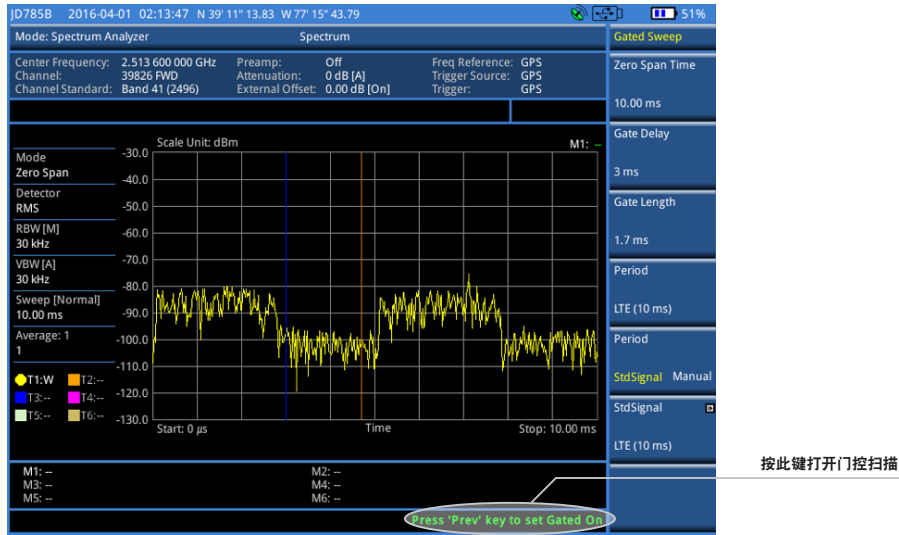 JD785B 2016-04-01 02:13:47 N 39' 11" 13.83 W 77' 15" 43.79 51%
Mode: Spectrum Analyzer Spectrum Gated Sweep
Center Frequency: 2.513 600 000 GHz Preamp: Off Freq Reference: GPS
Channel: 39826 FWD Attenuation: 0 dB [A] Trigger Source: GPS
Channel Standard: Band 41 (2496) External Offset: 0.00 dB [On] Trigger: GPS
Zero Span Time
10.00 ms
Gate Delay
3 ms
Gate Length
1.7 ms
Period
LTE (10 ms)
Period
StdSignal Manual
StdSignal
LTE (10 ms)
Scale Unit: dBm M1: --
Mode
Zero Span
Detector
RMS
RBW [M]
30 kHz
VBW [A]
30 kHz
Sweep [Normal]
10.00 ms
Average: 1
1
T1:W T2:--
T3:-- T4:--
T5:-- T6:--
-30.0
-40.0
-50.0
-60.0
-70.0
-80.0
-90.0
-100.0
-110.0
-120.0
-130.0
Start: 0 µs Time Stop: 10.00 ms
M1: -- M2: --
M3: -- M4: --
M5: -- M6: --
Press 'Prev' key to set Gated On
按此键打开门控扫描